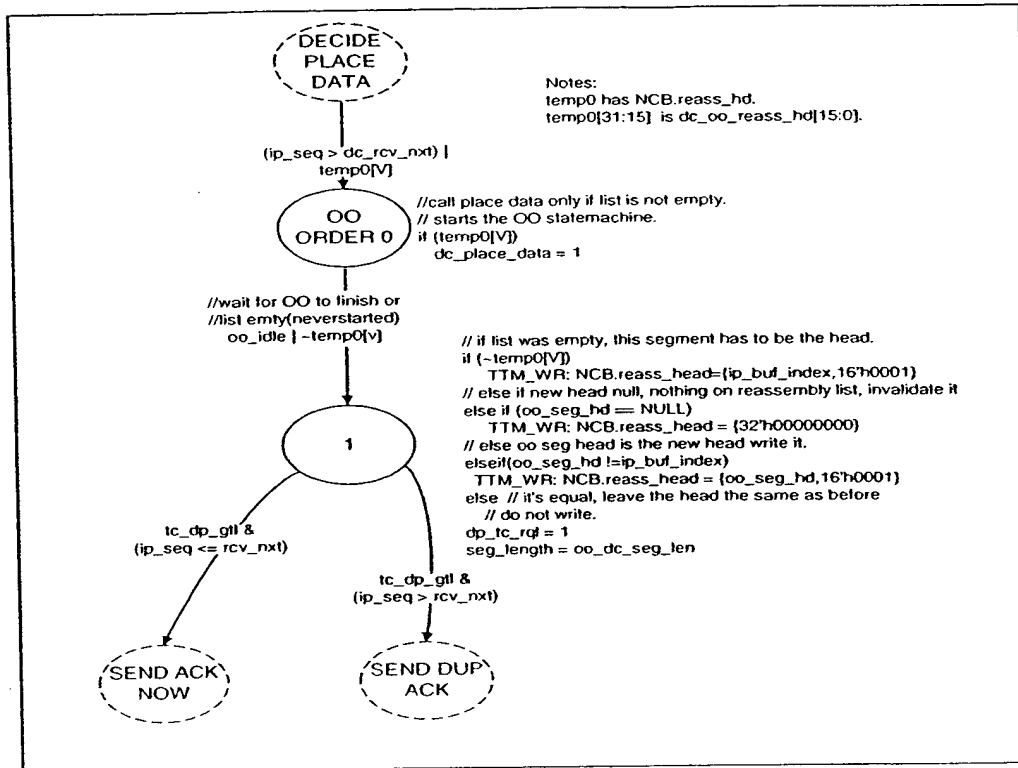 DECIDE
PLACE
DATA
Notes:
temp0 has NCB.reass_hd.
temp0[31:15] is dc_oo_reass_hd[15:0].
(ip_seq > dc_rcv_nxt) |
temp0[V]
OO
ORDER 0
//call place data only if list is not empty.
// starts the OO statemachine.
if (temp0[V])
dc_place_data = 1
//wait for OO to finish or
//list emty(neverstarted)
oo_idle | ~temp0[v]
1
// if list was empty, this segment has to be the head.
if (~temp0[V])
TTM_WR: NCB.reass_head={ip_buf_index,16'h0001}
// else if new head null, nothing on reassembly list, invalidate it
else if (oo_seg_hd == NULL)
TTM_WR: NCB.reass_head = {32'h00000000}
// else oo seg head is the new head write it.
elseif(oo_seg_hd !=ip_buf_index)
TTM_WR: NCB.reass_head = {oo_seg_hd,16'h0001}
else // it's equal, leave the head the same as before
// do not write.
dp_tc_rqt = 1
seg_length = oo_dc_seg_len
tc_dp_gtl &
(ip_seq <= rcv_nxt)
tc_dp_gtl &
(ip_seq > rcv_nxt)
SEND ACK
NOW
SEND DUP
ACK